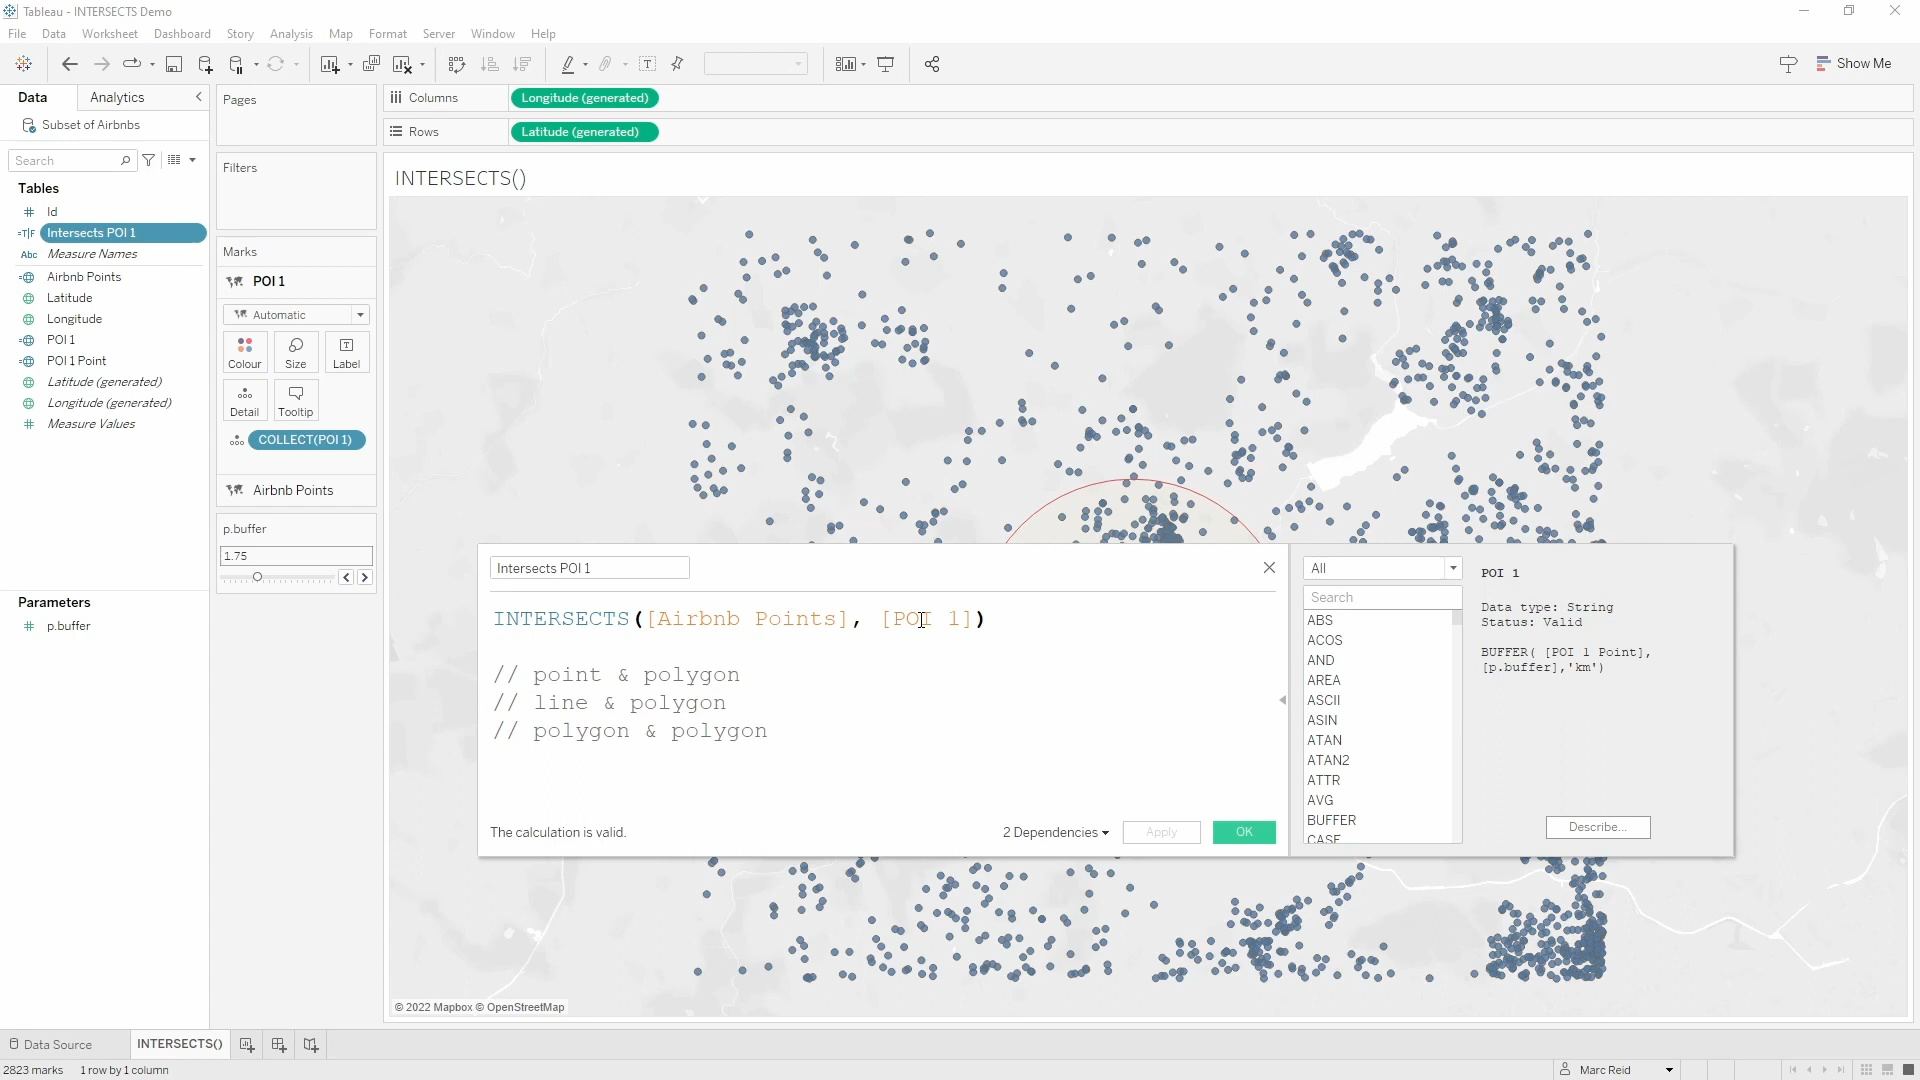 Tableau - INTERSECTS Demo
File Data Worksheet Dashboard Story Analysis Map Format Server Window Help
Show Me
Data Analytics
Subset of Airbnbs
Search
Tables
# Id
=T|F Intersects POI 1
Abc Measure Names
Airbnb Points
Latitude
Longitude
POI 1
POI 1 Point
Latitude (generated)
Longitude (generated)
# Measure Values
Parameters
# p.buffer
Pages
Filters
Marks
POI 1
Automatic
Colour Size Label
Detail Tooltip
COLLECT(POI 1)
Airbnb Points
p.buffer
1.75
Columns Longitude (generated)
Rows Latitude (generated)
INTERSECTS()
Intersects POI 1
INTERSECTS([Airbnb Points], [POI 1])
// point & polygon
// line & polygon
// polygon & polygon
The calculation is valid.
2 Dependencies Apply OK
All
Search
ABS
ACOS
AND
AREA
ASCII
ASIN
ATAN
ATAN2
ATTR
AVG
BUFFER
CASE
POI 1
Data type: String
Status: Valid
BUFFER( [POI 1 Point],
[p.buffer],'km')
Describe...
© 2022 Mapbox © OpenStreetMap
Data Source INTERSECTS()
2823 marks 1 row by 1 column
Marc Reid